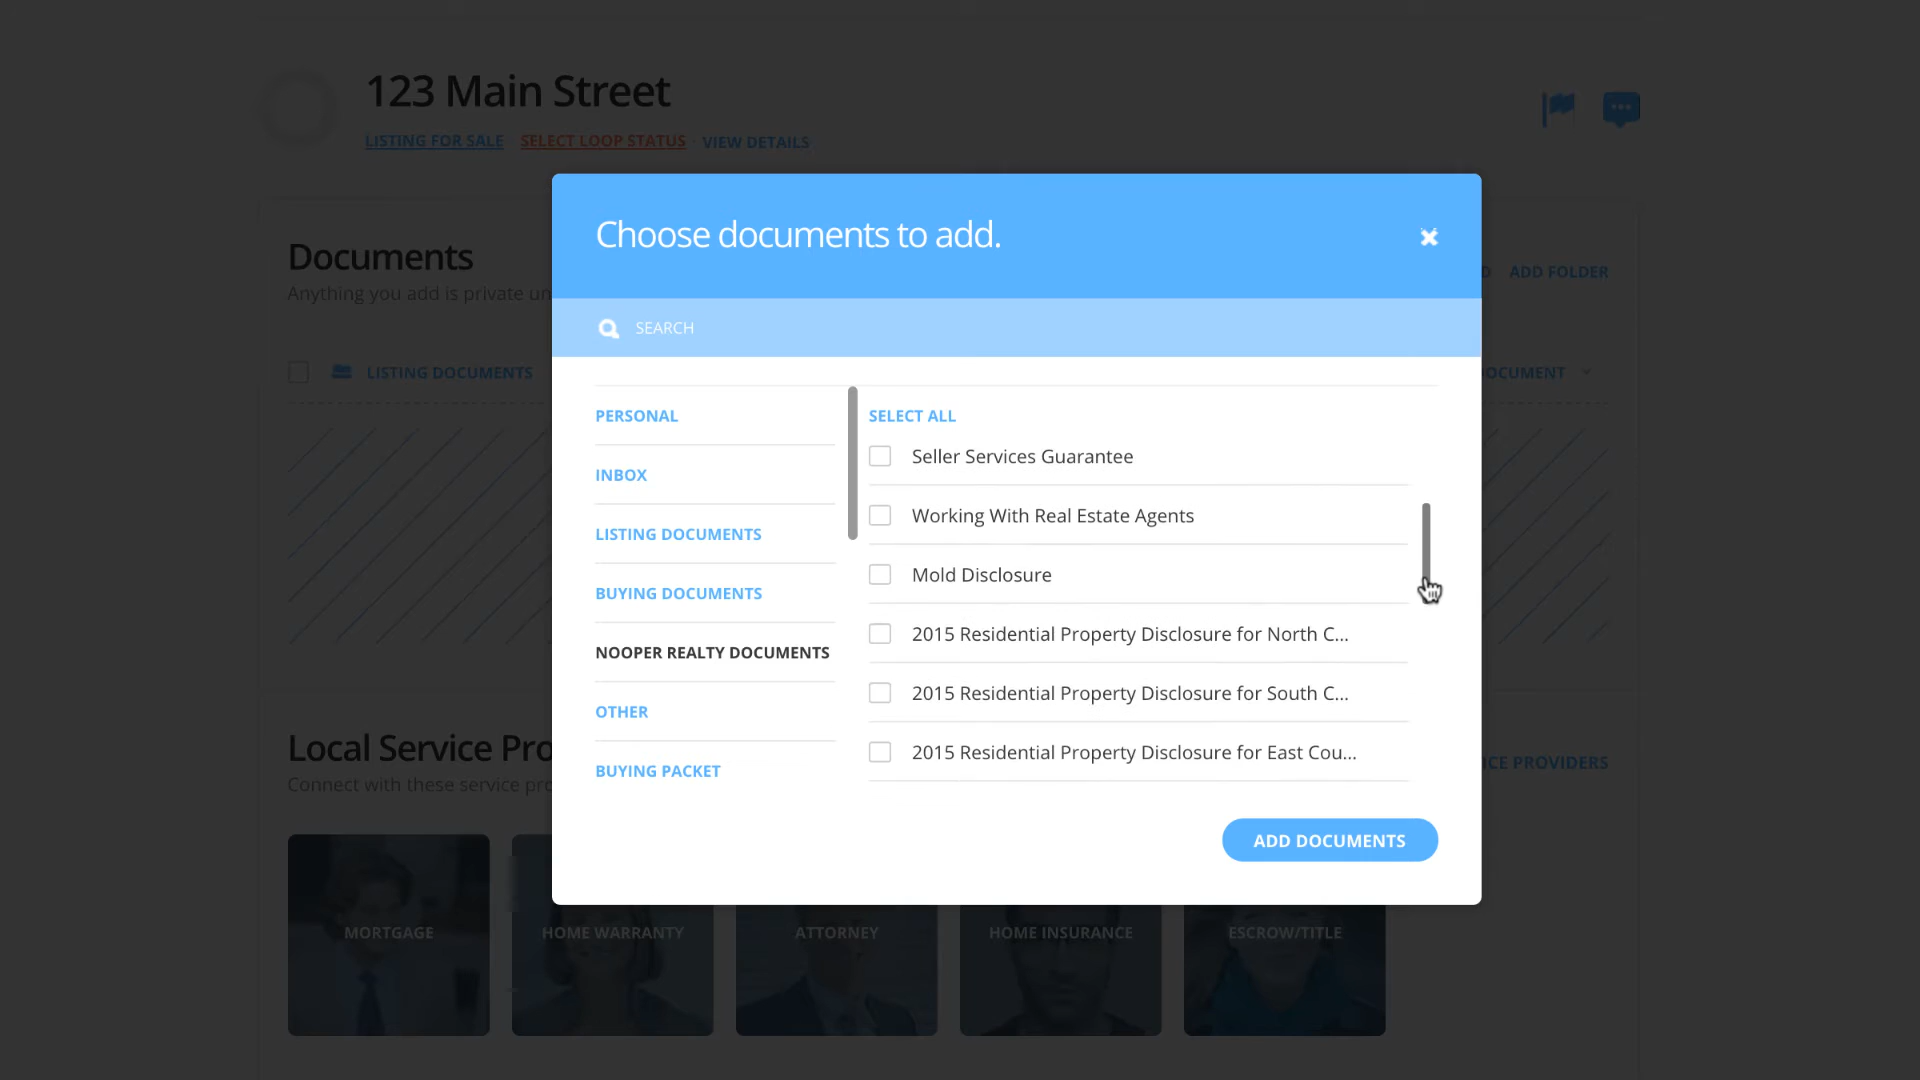 123 Main Street
LISTING FOR SALE SELECT LOOP STATUS · VIEW DETAILS
Choose documents to add.
Documents
ADD FOLDER
Anything you add is private
SEARCH
LISTING DOCUMENTS
DOCUMENT
PERSONAL
INBOX
LISTING DOCUMENTS
BUYING DOCUMENTS
NOOPER REALTY DOCUMENTS
OTHER
BUYING PACKET
SELECT ALL
Seller Services Guarantee
Working With Real Estate Agents
Mold Disclosure
2015 Residential Property Disclosure for North C...
2015 Residential Property Disclosure for South C...
2015 Residential Property Disclosure for East Cou...
ADD DOCUMENTS
Local Service Pro
PROVIDERS
Connect with these service pro
MORTGAGE
HOME WARRANTY
ATTORNEY
HOME INSURANCE
ESCROW/TITLE